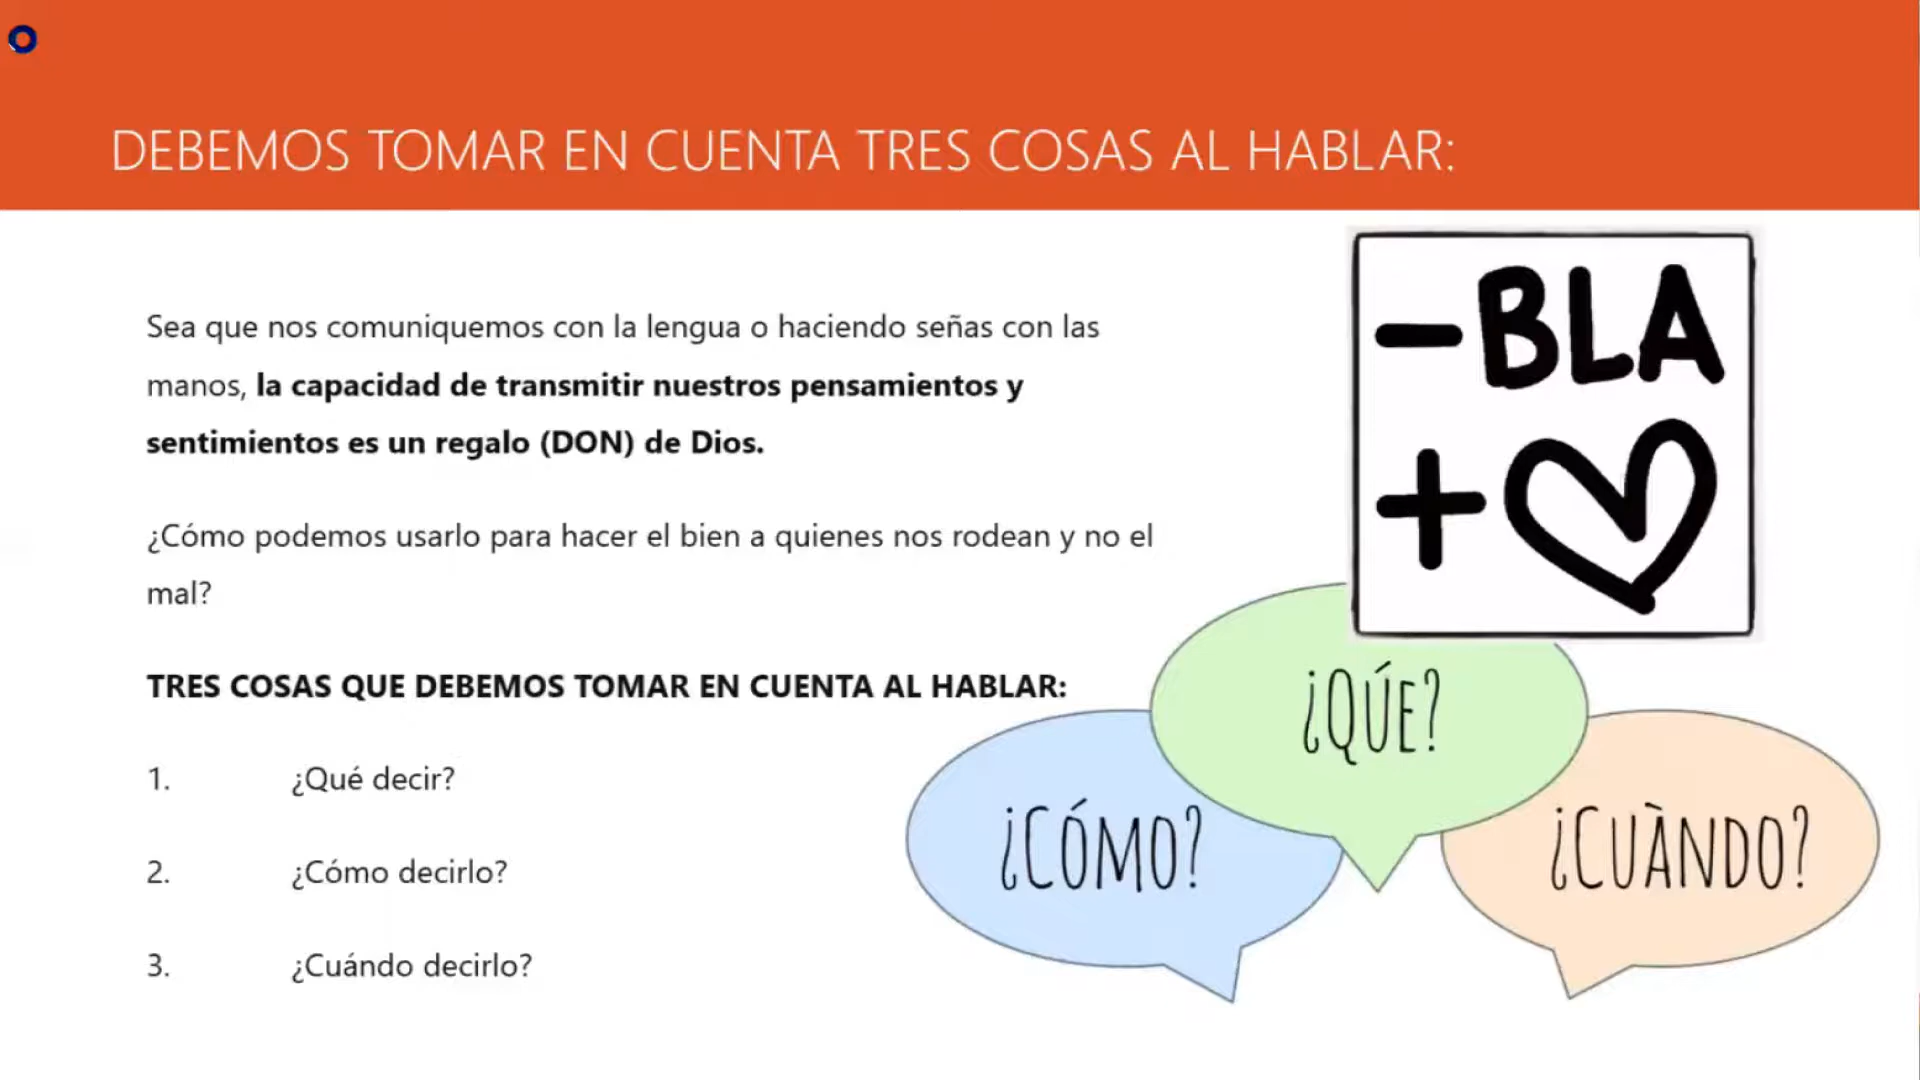 DEBEMOS TOMAR EN CUENTA TRES COSAS AL HABLAR:
Sea que nos comuniquemos con la lengua o haciendo señas con las
manos, la capacidad de transmitir nuestros pensamientos y
sentimientos es un regalo (DON) de Dios.
¿Cómo podemos usarlo para hacer el bien a quienes nos rodean y no el
mal?
TRES COSAS QUE DEBEMOS TOMAR EN CUENTA AL HABLAR:
1. ¿Qué decir?
2. ¿Cómo decirlo?
3. ¿Cuándo decirlo?
-BLA
+
¿QÚE?
¿CÓMO?
¿CUÀNDO?